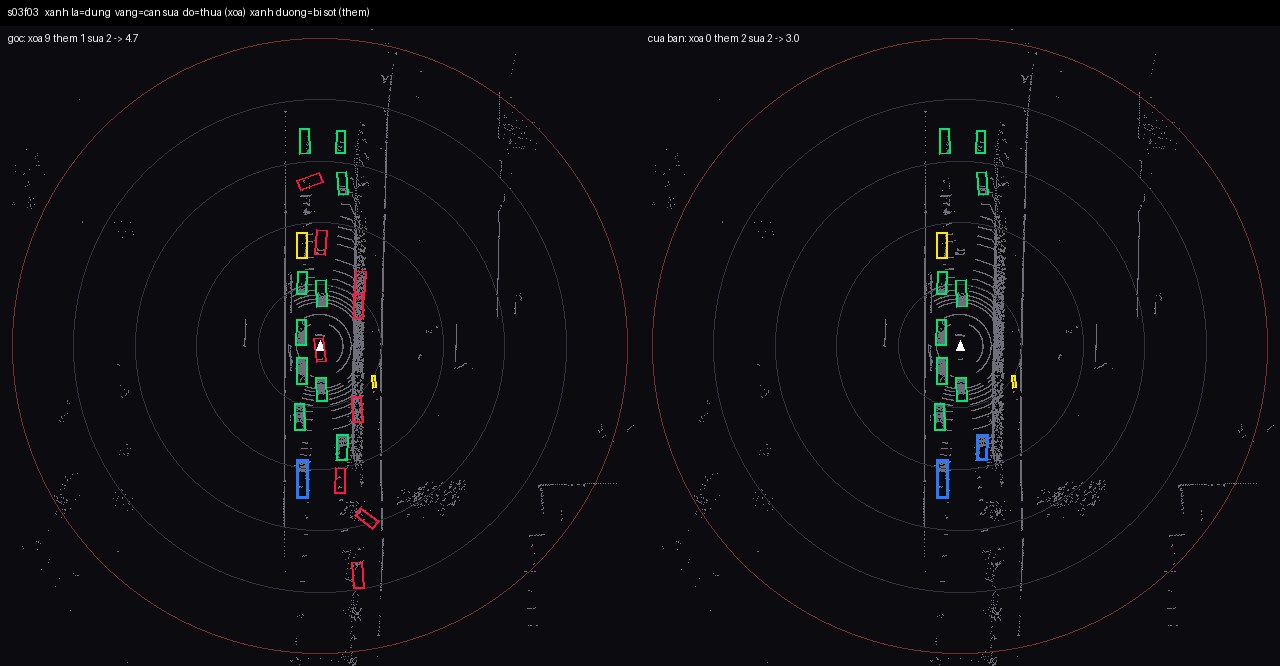 s03f03 xanh la=dung vang=can sua do=thua (xoa) xanh duong=bi sot (them)
goc: xoa 9 them 1 sua 2 -> 4.7
cua ban: xoa 0 them 2 sua 2 -> 3.0